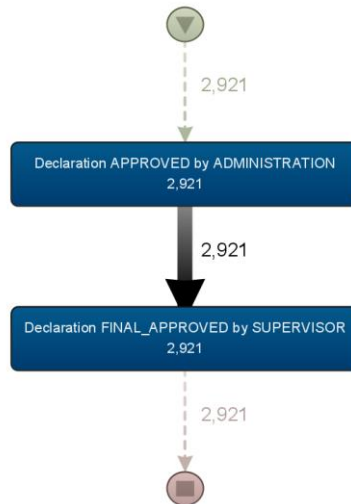 2,921
Declaration APPROVED by ADMINISTRATION
2,921
2,921
Declaration FINAL_APPROVED by SUPERVISOR
2,921
2,921